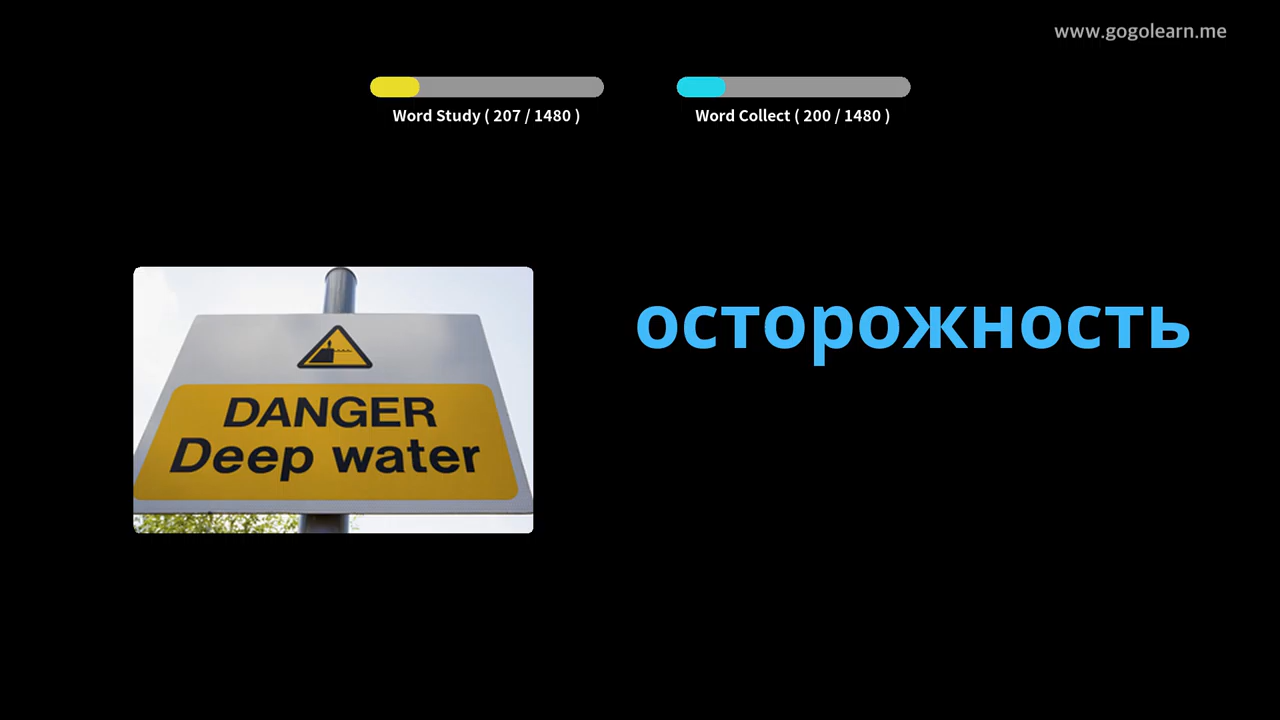 www.gogolearn.me
Word Study ( 207 / 1480 )
Word Collect ( 200 / 1480 )
осторожность
DANGER
Deep water